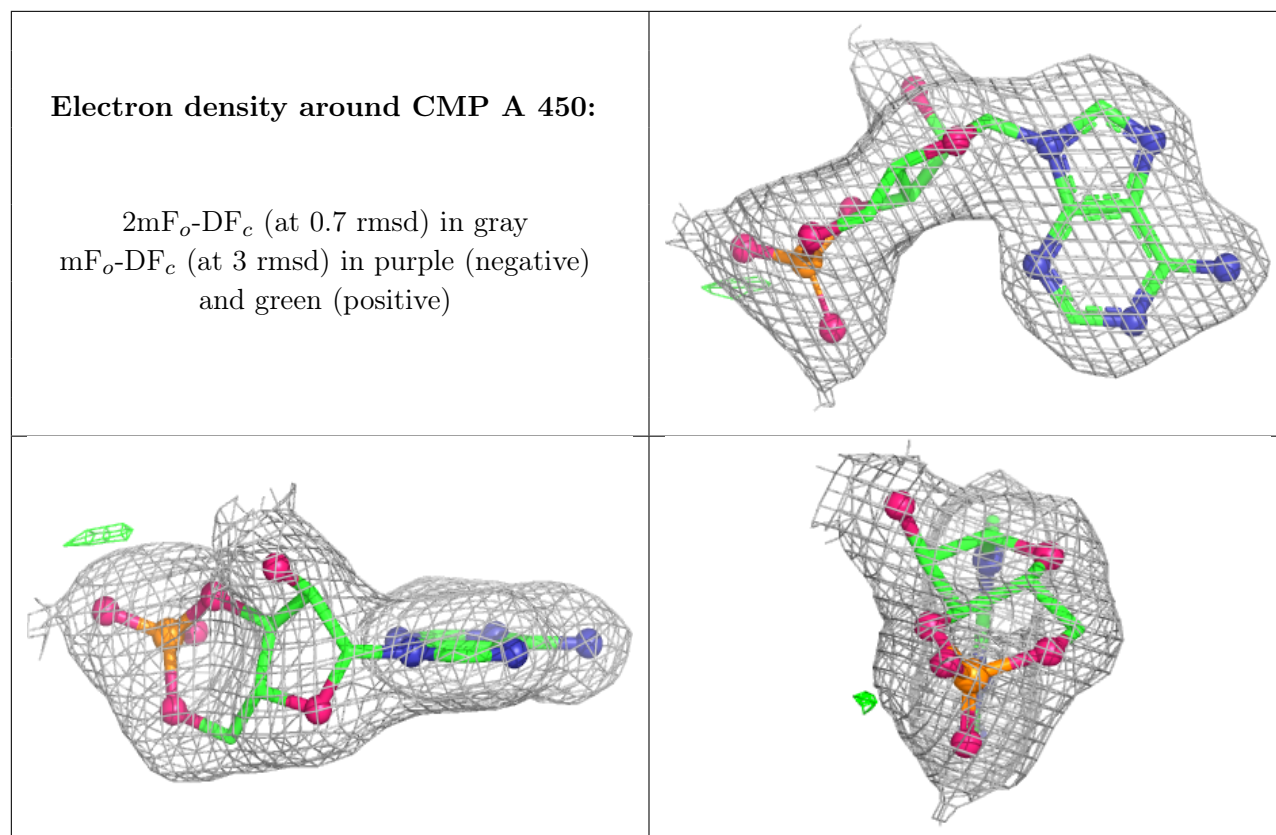 Electron density around CMP A 450:
2mFₒ-DF𝒸 (at 0.7 rmsd) in gray
mFₒ-DF𝒸 (at 3 rmsd) in purple (negative)
and green (positive)